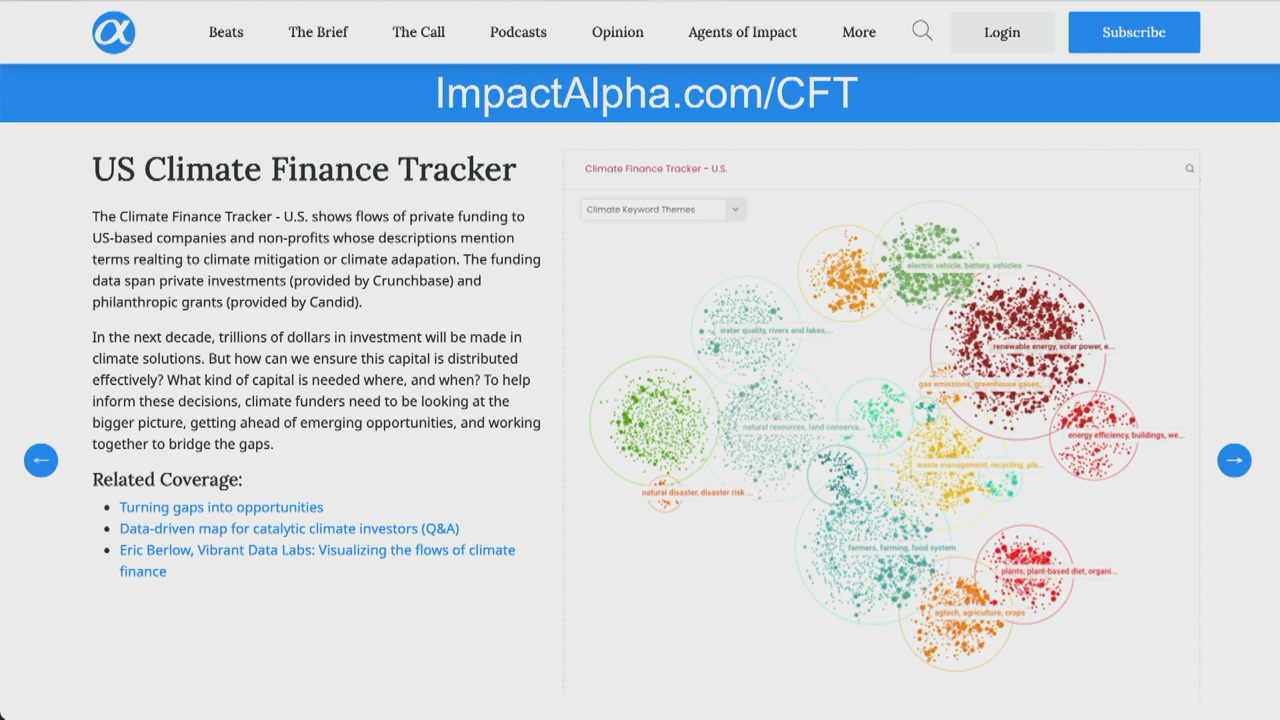 α
Beats The Brief The Call Podcasts Opinion Agents of Impact More Login Subscribe
ImpactAlpha.com/CFT
US Climate Finance Tracker
The Climate Finance Tracker - U.S. shows flows of private funding to
US-based companies and non-profits whose descriptions mention
terms realting to climate mitigation or climate adapation. The funding
data span private investments (provided by Crunchbase) and
philanthropic grants (provided by Candid).
In the next decade, trillions of dollars in investment will be made in
climate solutions. But how can we ensure this capital is distributed
effectively? What kind of capital is needed where, and when? To help
inform these decisions, climate funders need to be looking at the
bigger picture, getting ahead of emerging opportunities, and working
together to bridge the gaps.
Related Coverage:
• Turning gaps into opportunities
• Data-driven map for catalytic climate investors (Q&A)
• Eric Berlow, Vibrant Data Labs: Visualizing the flows of climate
finance
Climate Finance Tracker - U.S.
Climate Keyword Themes
electric vehicle, battery, vehicles
water quality, rivers and lakes,...
renewable energy, solar power, e...
gas emissions, greenhouse gases,...
natural resources, land conserva...
energy efficiency, buildings, we...
waste management, recycling, pla...
natural disaster, disaster risk ...
farmers, farming, food system
plants, plant-based diet, organi...
agtech, agriculture, crops